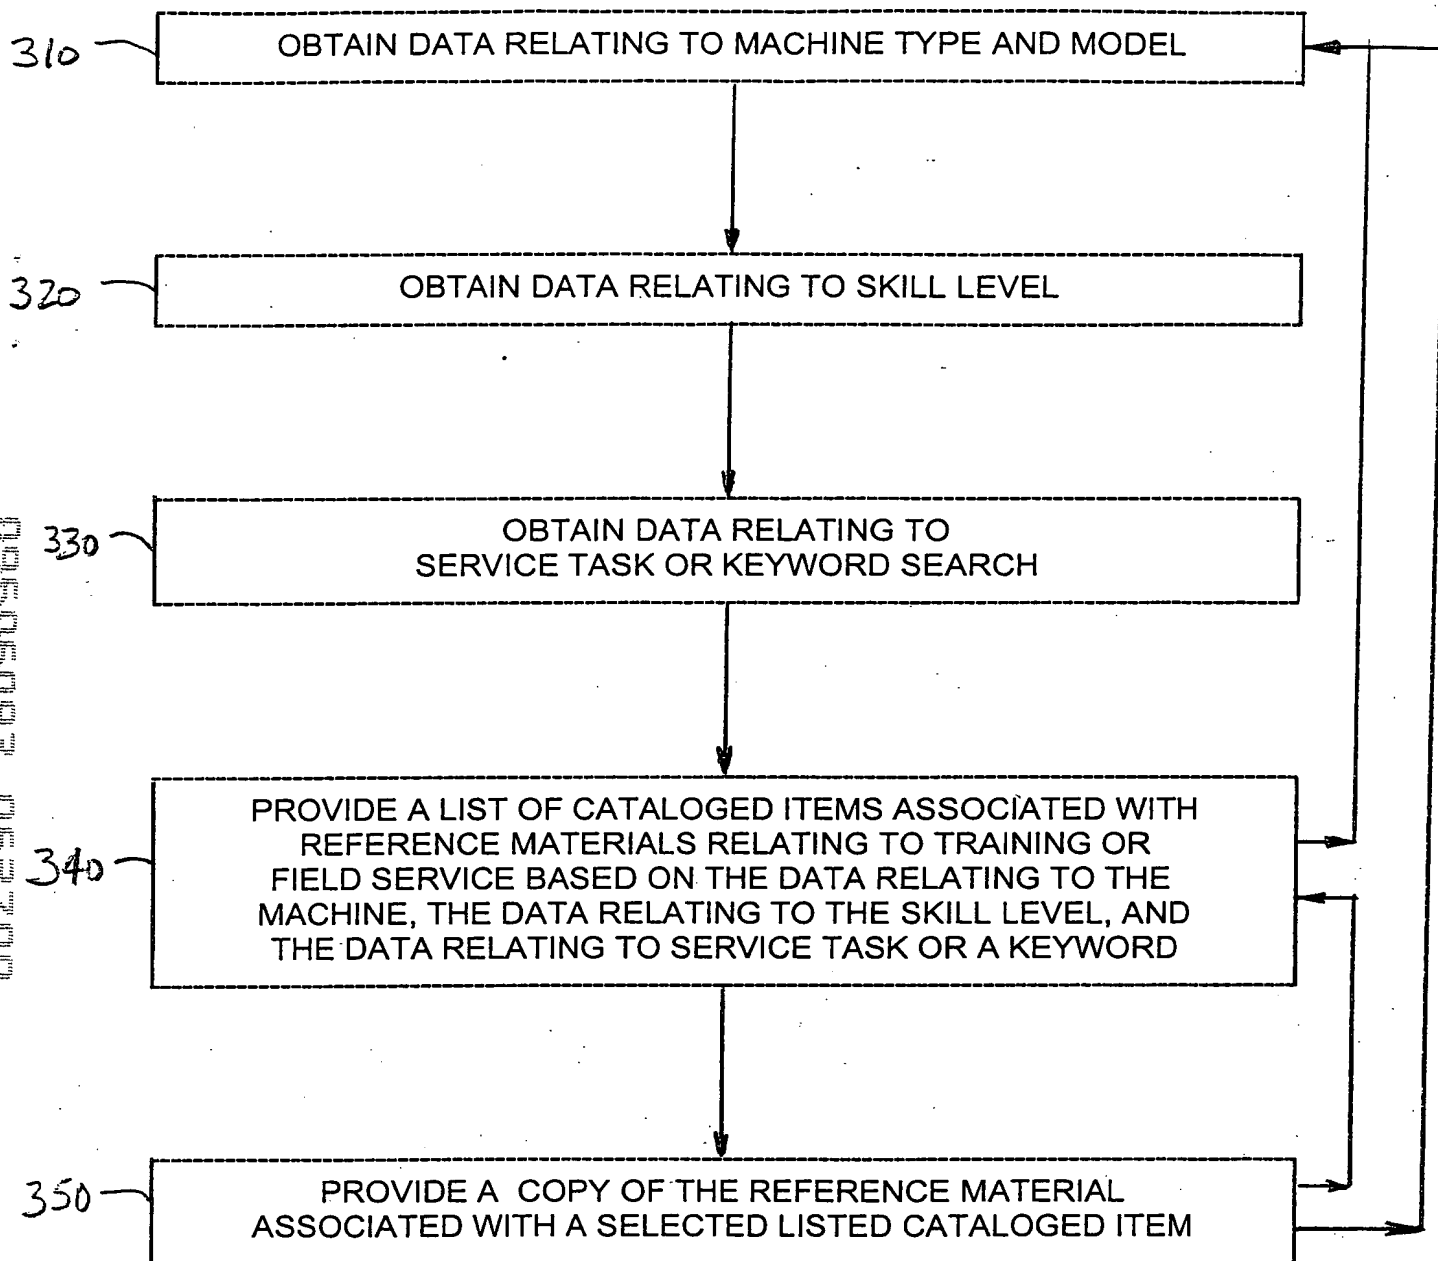 310
OBTAIN DATA RELATING TO MACHINE TYPE AND MODEL
320
OBTAIN DATA RELATING TO SKILL LEVEL
330
OBTAIN DATA RELATING TO
SERVICE TASK OR KEYWORD SEARCH
340
PROVIDE A LIST OF CATALOGED ITEMS ASSOCIATED WITH
REFERENCE MATERIALS RELATING TO TRAINING OR
FIELD SERVICE BASED ON THE DATA RELATING TO THE
MACHINE, THE DATA RELATING TO THE SKILL LEVEL, AND
THE DATA RELATING TO SERVICE TASK OR A KEYWORD
350
PROVIDE A COPY OF THE REFERENCE MATERIAL
ASSOCIATED WITH A SELECTED LISTED CATALOGED ITEM